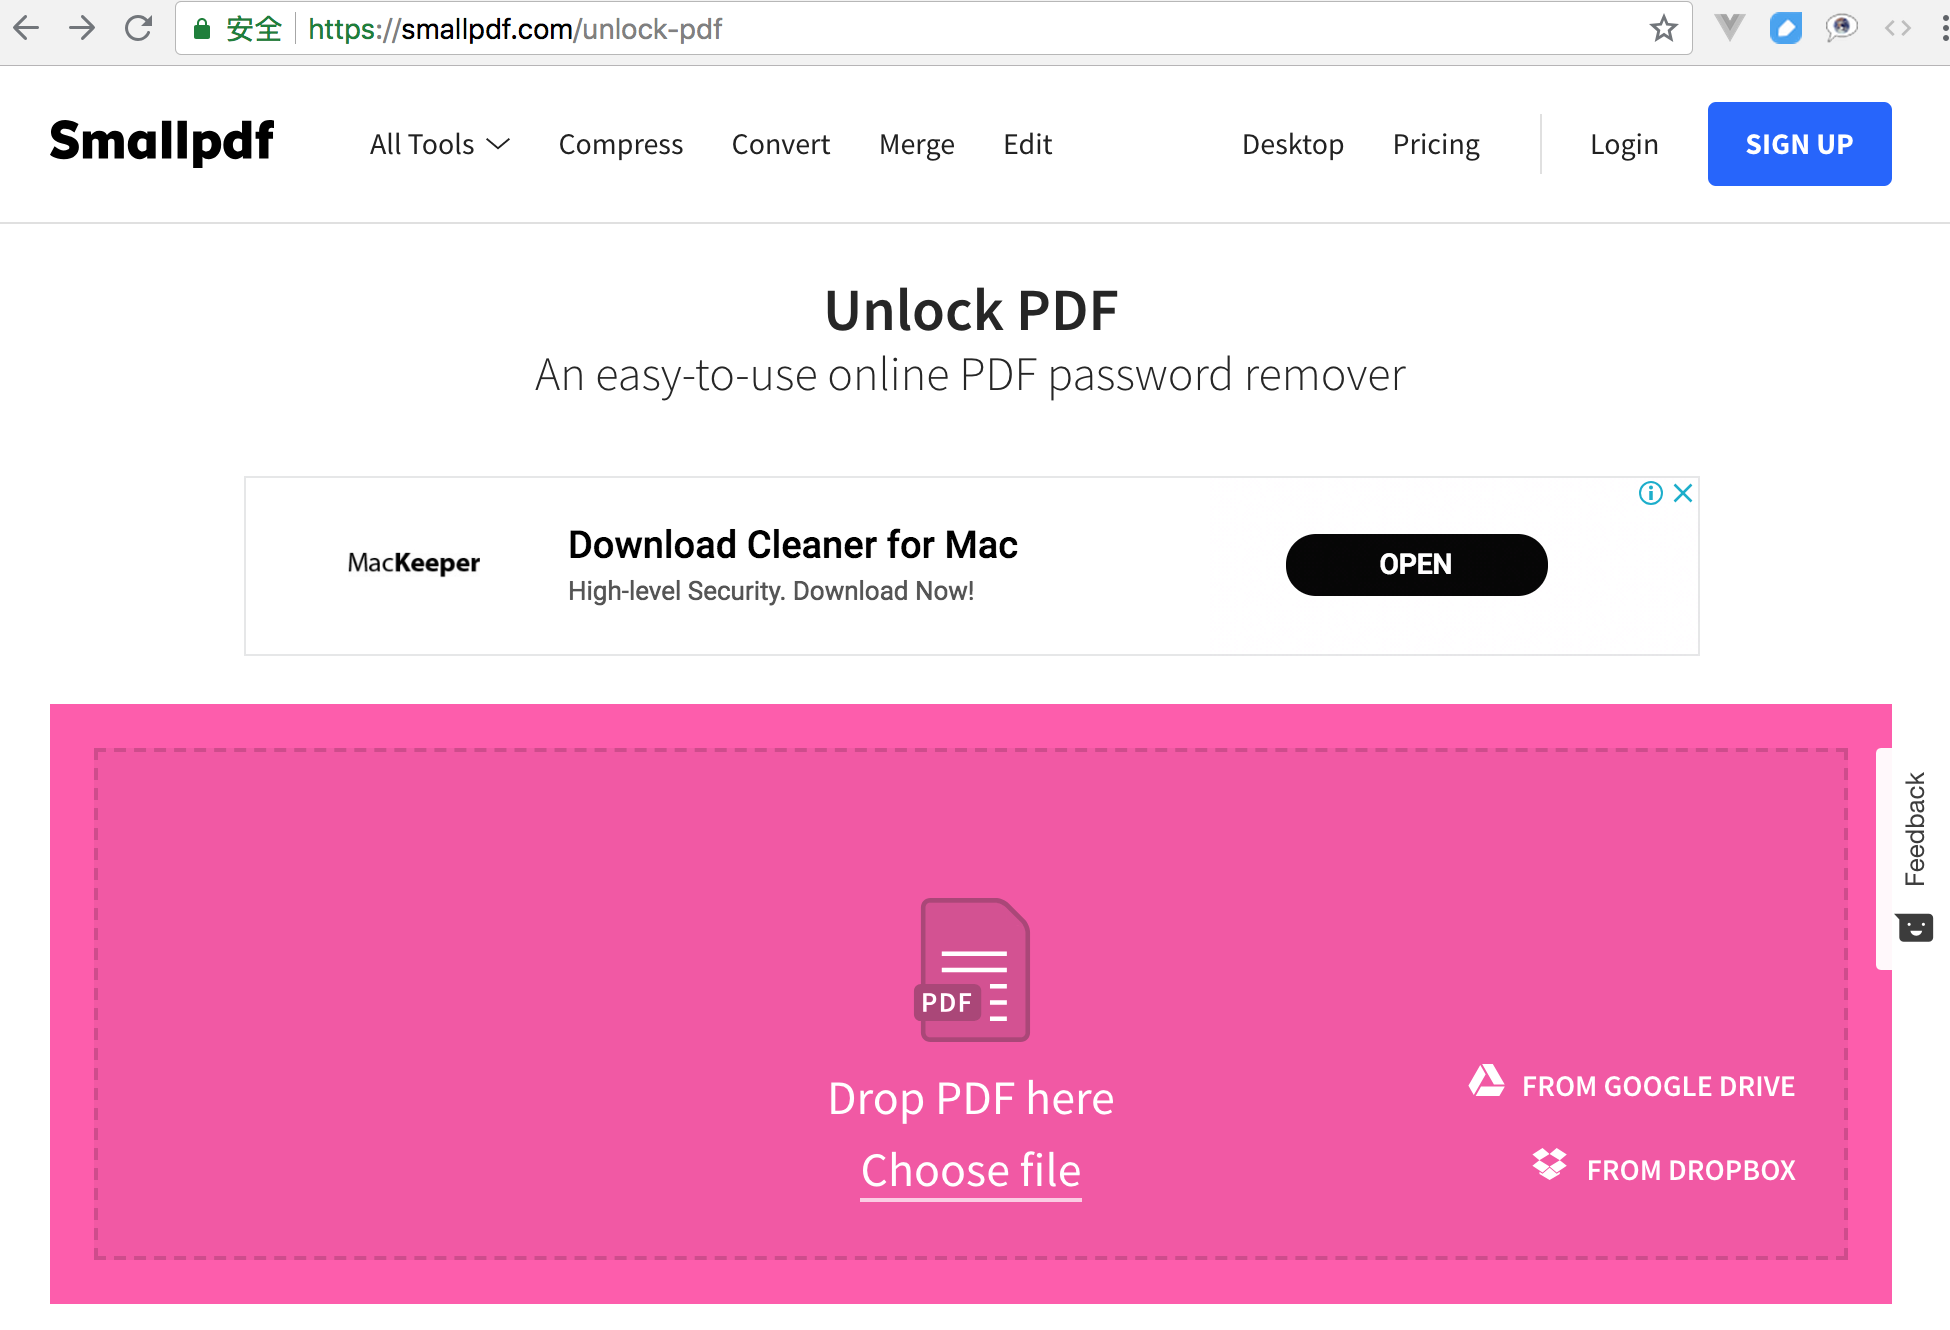 安全 https://smallpdf.com/unlock-pdf
Smallpdf All Tools Compress Convert Merge Edit Desktop Pricing Login SIGN UP
Unlock PDF
An easy-to-use online PDF password remover
MacKeeper
Download Cleaner for Mac
High-level Security. Download Now!
OPEN
Feedback
PDF
Drop PDF here
Choose file
FROM GOOGLE DRIVE
FROM DROPBOX